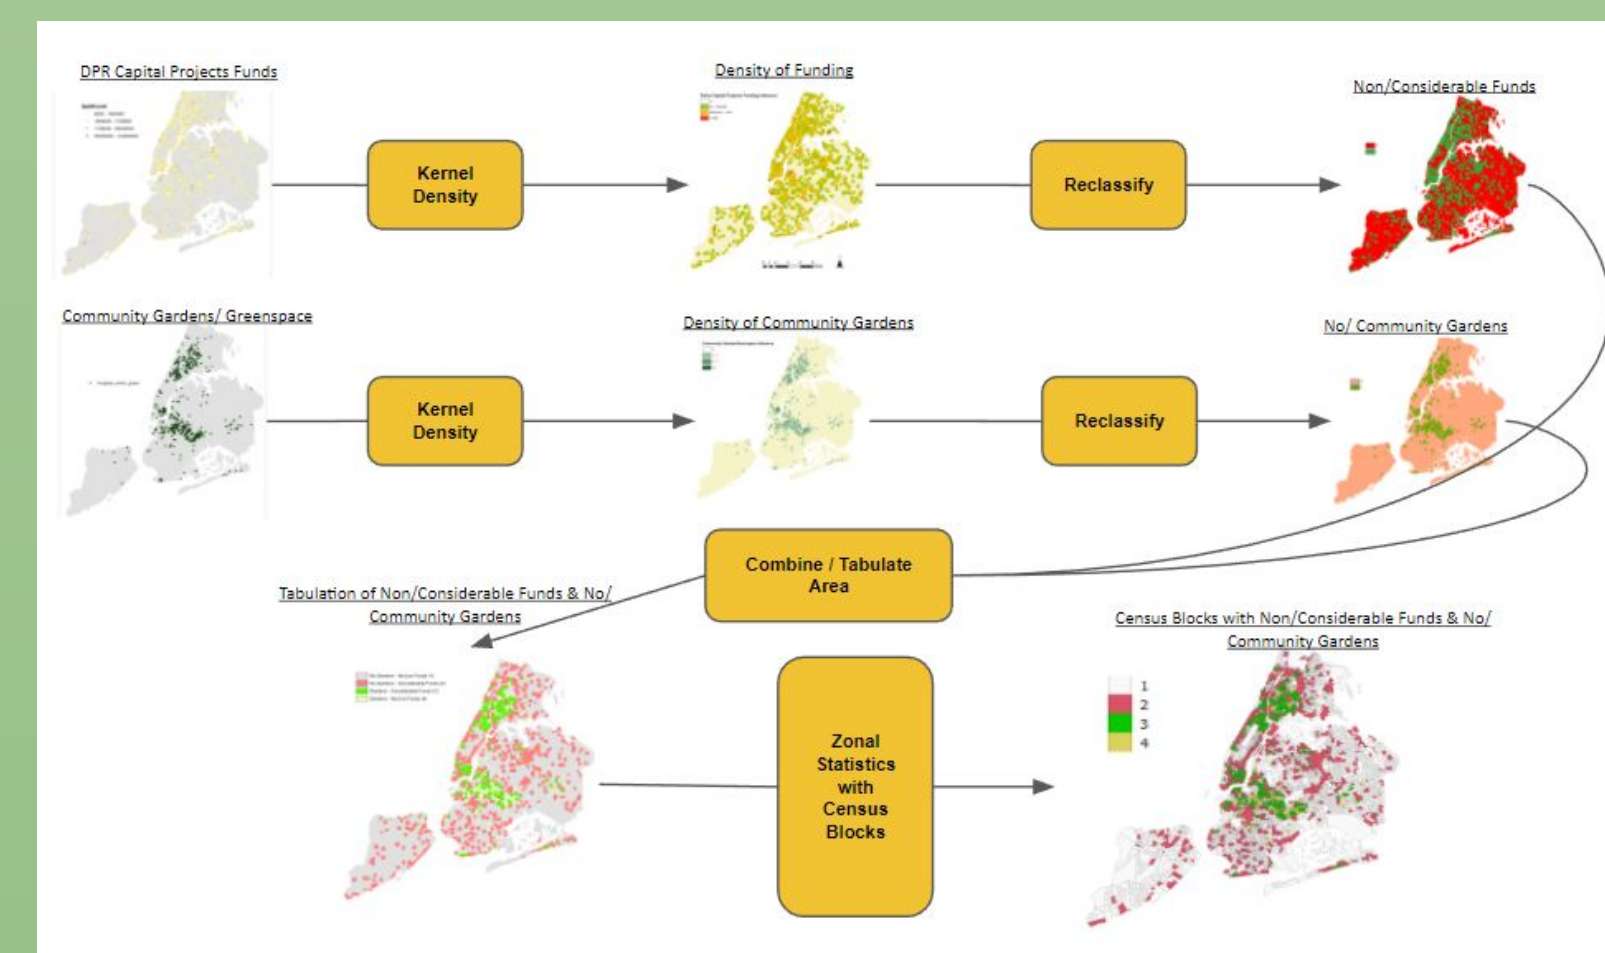 DPR Capital Projects Funds
Density of Funding
Non/Considerable Funds
Kernel
Density
Reclassify
Community Gardens/ Greenspace
Density of Community Gardens
No/ Community Gardens
Kernel
Density
Reclassify
Combine / Tabulate
Area
Tabulation of Non/Considerable Funds & No/
Community Gardens
Census Blocks with Non/Considerable Funds & No/
Community Gardens
Zonal
Statistics
with
Census
Blocks
1
2
3
4